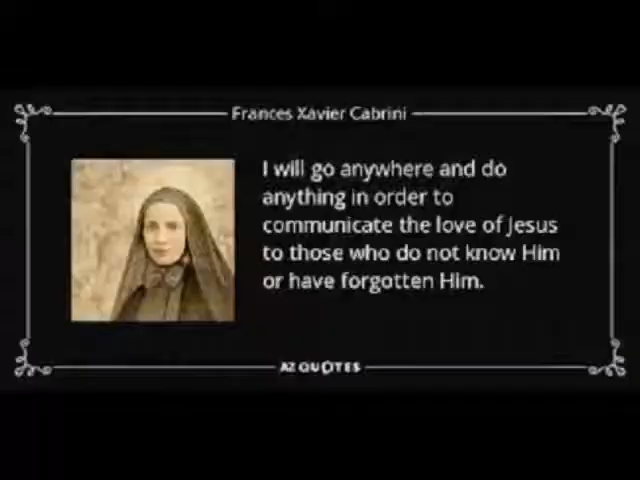 Frances Xavier Cabrini
I will go anywhere and do
anything in order to
communicate the love of Jesus
to those who do not know Him
or have forgotten Him.
AZ QUOTES